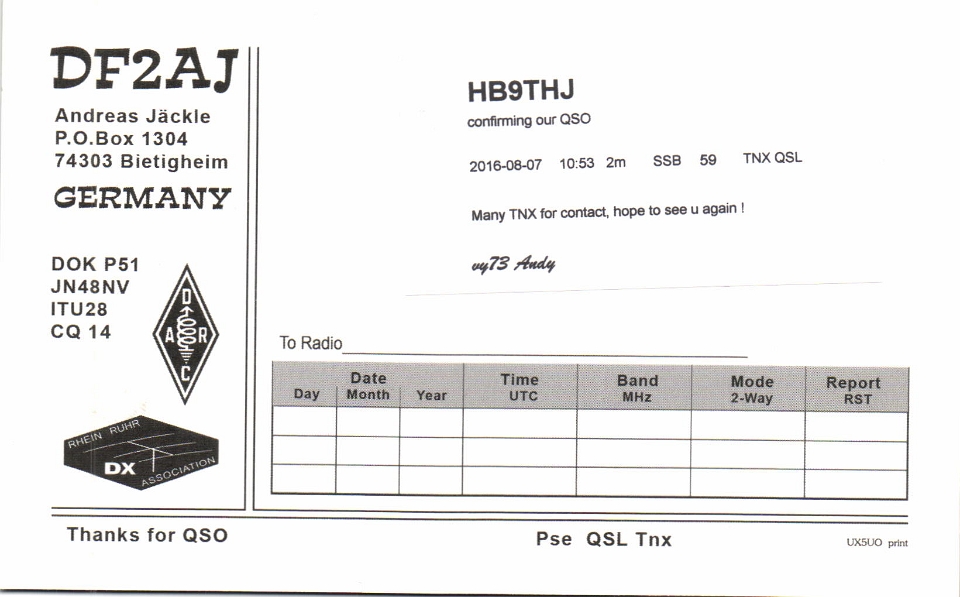 DF2AJ
Andreas Jäckle
P.O.Box 1304
74303 Bietigheim
GERMANY
DOK P51
JN48NV
ITU28
CQ 14
D
A R
C
RHEIN RUHR
DX
ASSOCIATION
HB9THJ
confirming our QSO
2016-08-07 10:53 2m SSB 59 TNX QSL
Many TNX for contact, hope to see u again !
vy73 Andy
To Radio
Date Time Band Mode Report
Day Month Year UTC MHz 2-Way RST
Thanks for QSO
Pse QSL Tnx
UX5UO print